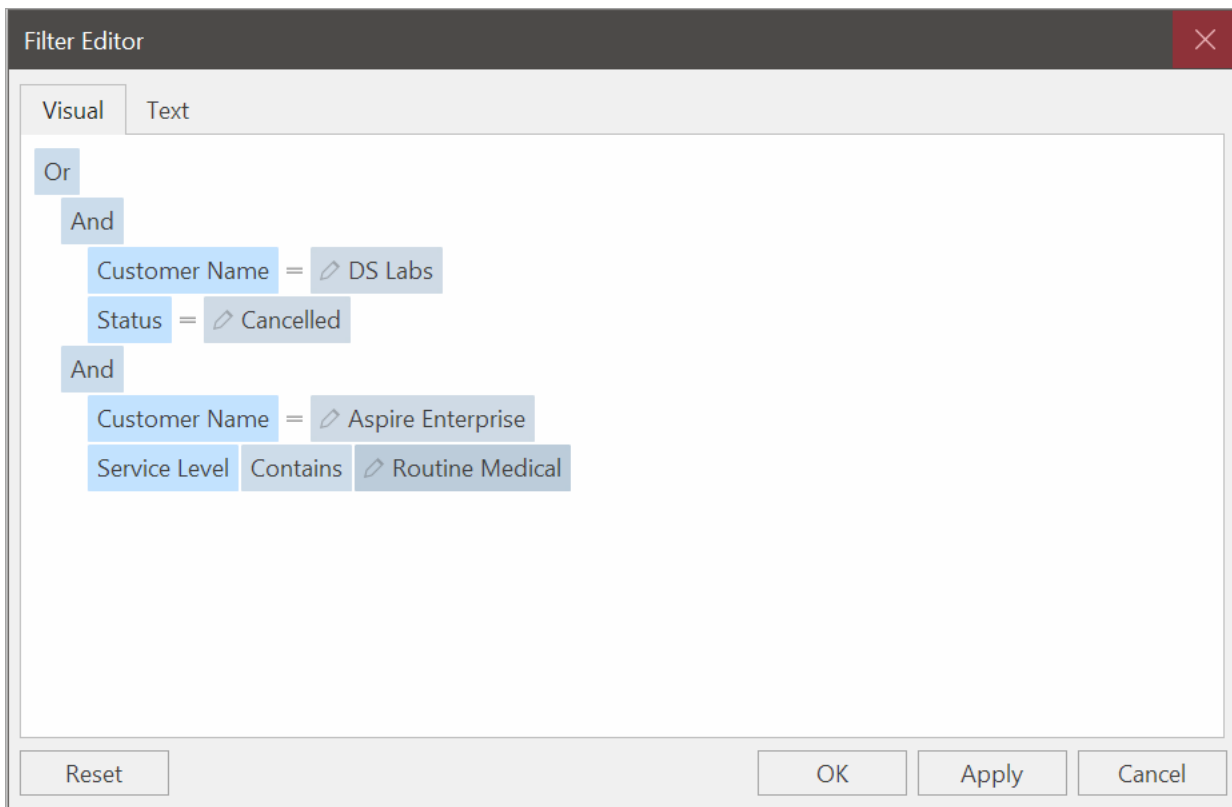 Filter Editor
Visual Text
Or
And
Customer Name = DS Labs
Status = Cancelled
And
Customer Name = Aspire Enterprise
Service Level Contains Routine Medical
Reset OK Apply Cancel